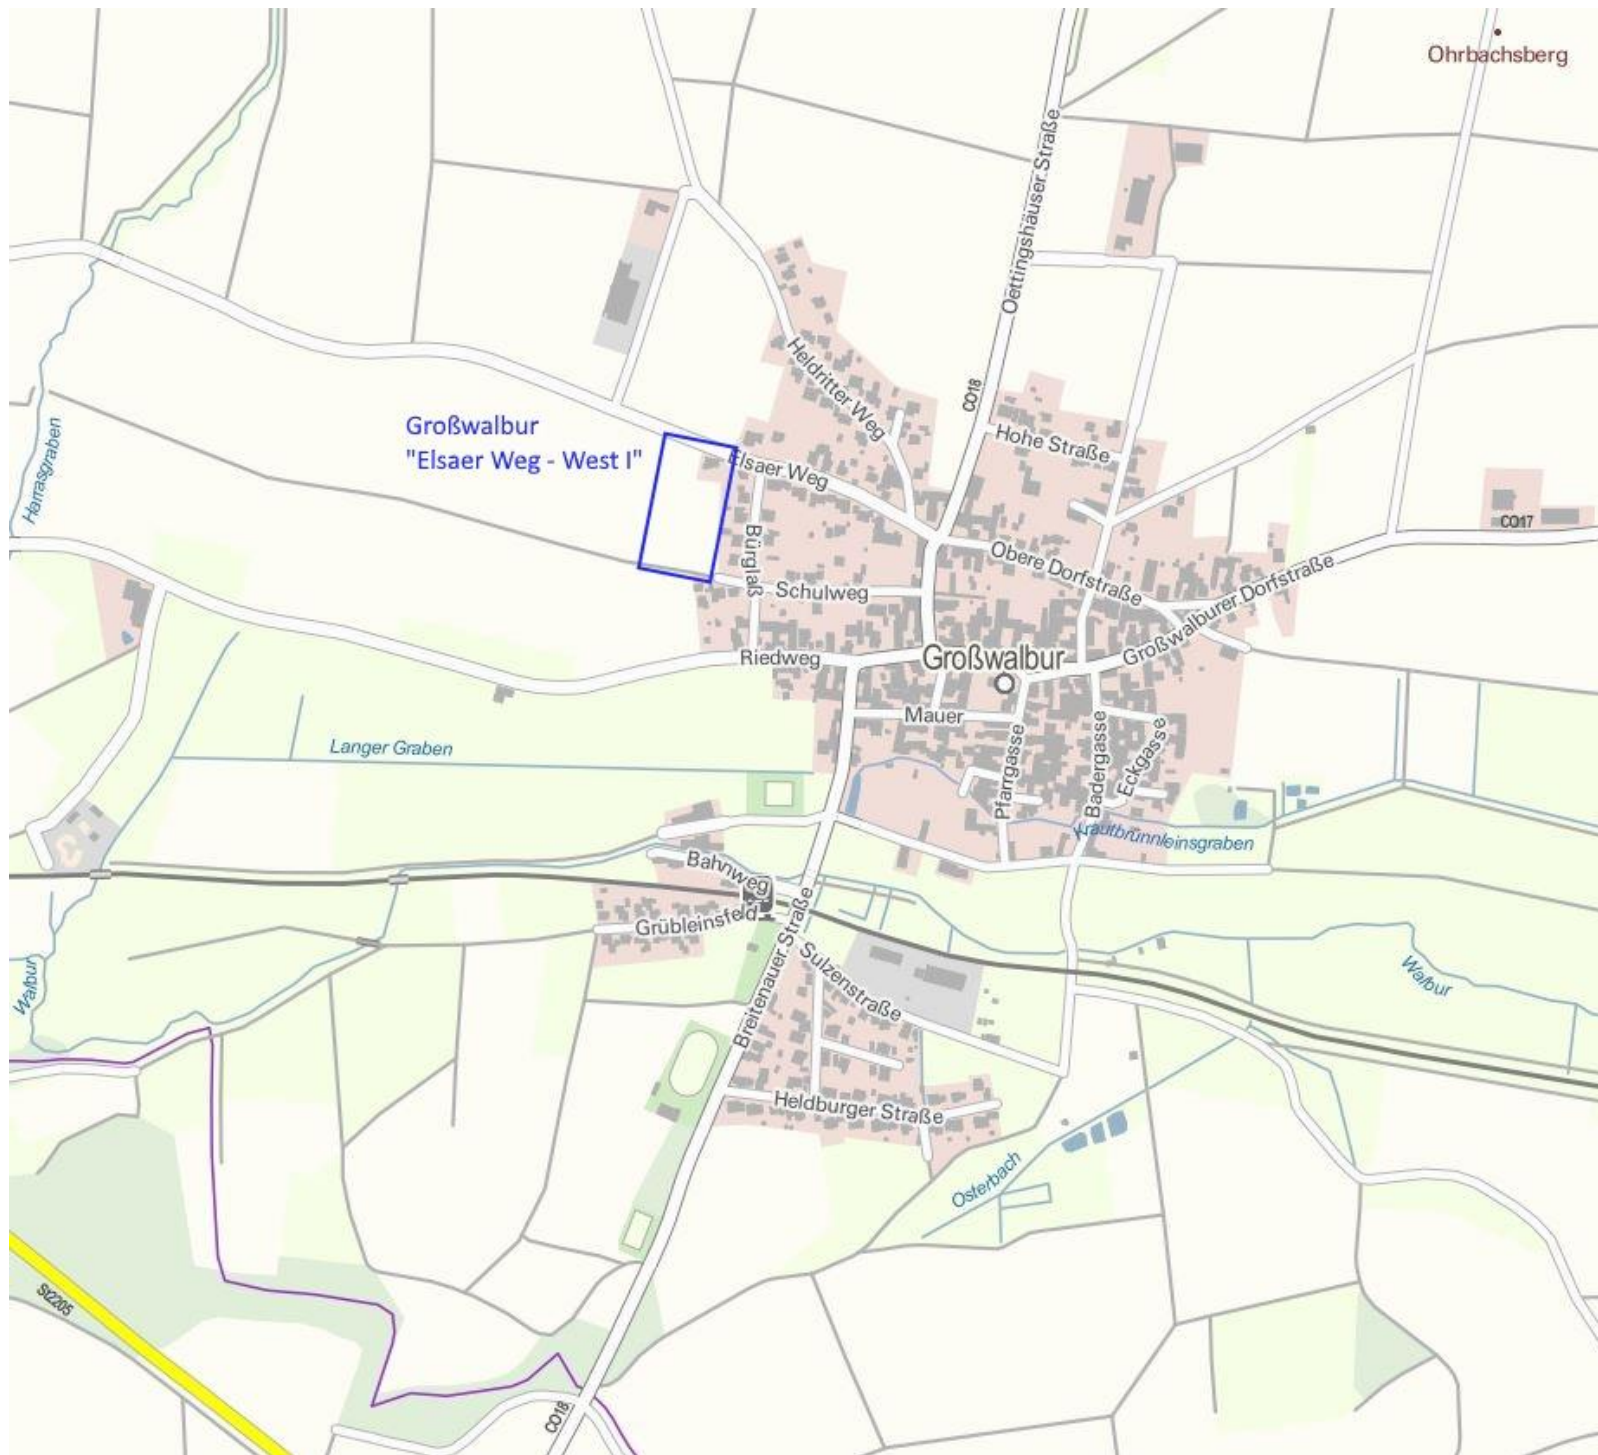 Ohrbachsberg
Oettingshäuser Straße
Heldritter Weg
CO18
Großwalbur
"Elsaer Weg - West I"
Hohe Straße
Elsaer Weg
Harrasgraben
CO17
Bürglaß
Obere Dorfstraße
Schulweg
Großwalburer Dorfstraße
Riedweg
Großwalbur
Mauer
Langer Graben
Pfarrgasse
Badergasse
Eckgasse
Krautbrünnleinsgraben
Bahnweg
Grübleinsfeld
Breitenauer Straße
Sulzenstraße
Walbur
Walbur
Heldburger Straße
Osterbach
St2205
CO18